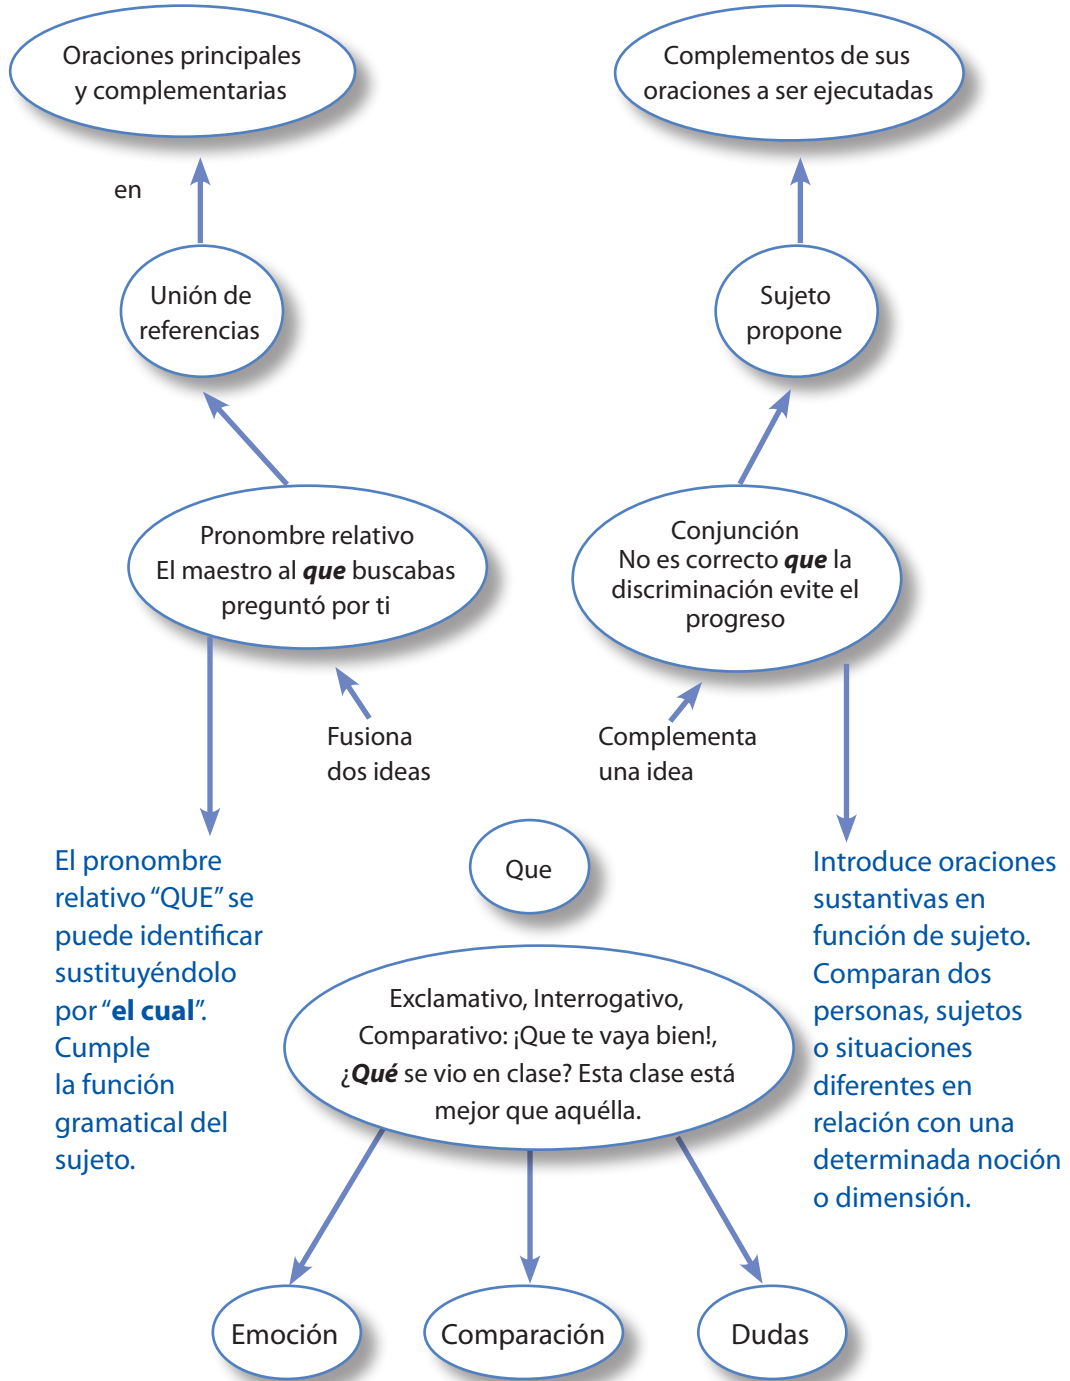 Oraciones principales
y complementarias
Complementos de sus
oraciones a ser ejecutadas
en
Unión de
referencias
Sujeto
propone
Pronombre relativo
El maestro al que buscabas
preguntó por ti
Conjunción
No es correcto que la
discriminación evite el
progreso
Fusiona
dos ideas
Complementa
una idea
Que
El pronombre
relativo “QUE” se
puede identificar
sustituyéndolo
por “el cual”.
Cumple
la función
gramatical del
sujeto.
Introduce oraciones
sustantivas en
función de sujeto.
Comparan dos
personas, sujetos
o situaciones
diferentes en
relación con una
determinada noción
o dimensión.
Exclamativo, Interrogativo,
Comparativo: ¡Que te vaya bien!,
¿Qué se vio en clase? Esta clase está
mejor que aquélla.
Emoción
Comparación
Dudas